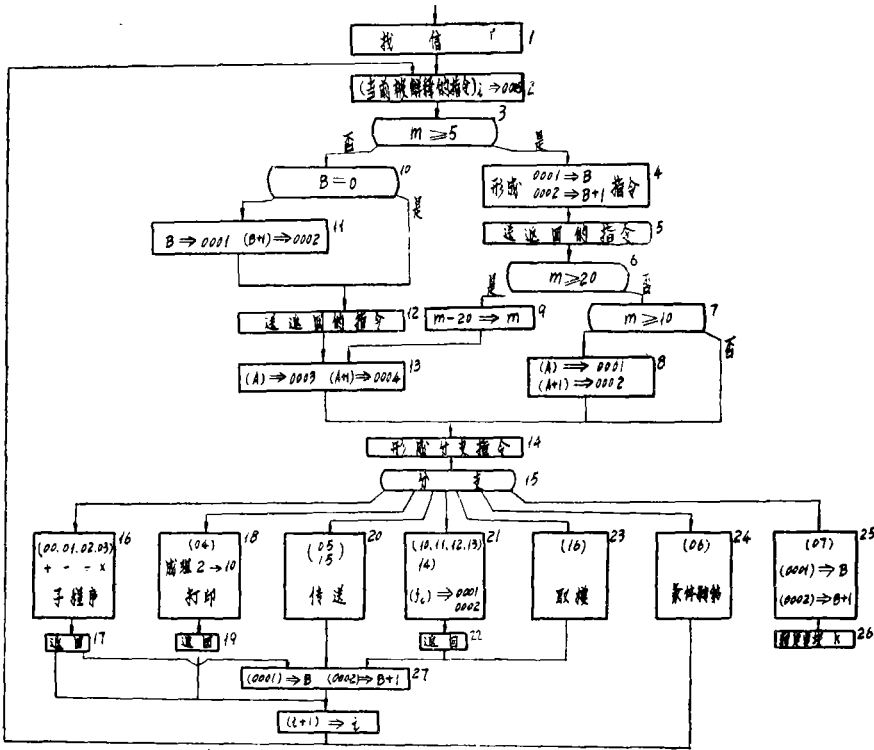 找 信
1
(当前被解释的指令)i ⇒ 000
2
3
m ≥ 5
否
是
B = 0
10
是
形成 0001 ⇒ B
0002 ⇒ B+1 指令
4
B ⇒ 0001 (B+1) ⇒ 0002
11
送返回的指令
5
m ≥ 20
6
是
否
送返回的指令
12
m-20 ⇒ m
9
m ≥ 10
7
否
(A) ⇒ 0003 (A+1) ⇒ 0004
13
(A) ⇒ 0001
(A+1) ⇒ 0002
8
形成分支指令
14
分 支
15
(00.01.02.03)
+ - ÷ ×
子程序
16
(04)
2 → 10
打印
18
(05
15)
传送
20
(10.11.12.13)
14)
⇒ 0001
0002
21
(16)
取模
23
(06)
条件
24
(07)
(0001) ⇒ B
(0002) ⇒ B+1
25
返回
17
返回
19
返回
22
26
(0001) ⇒ B (0002) ⇒ B+1
27
(i+1) ⇒ i